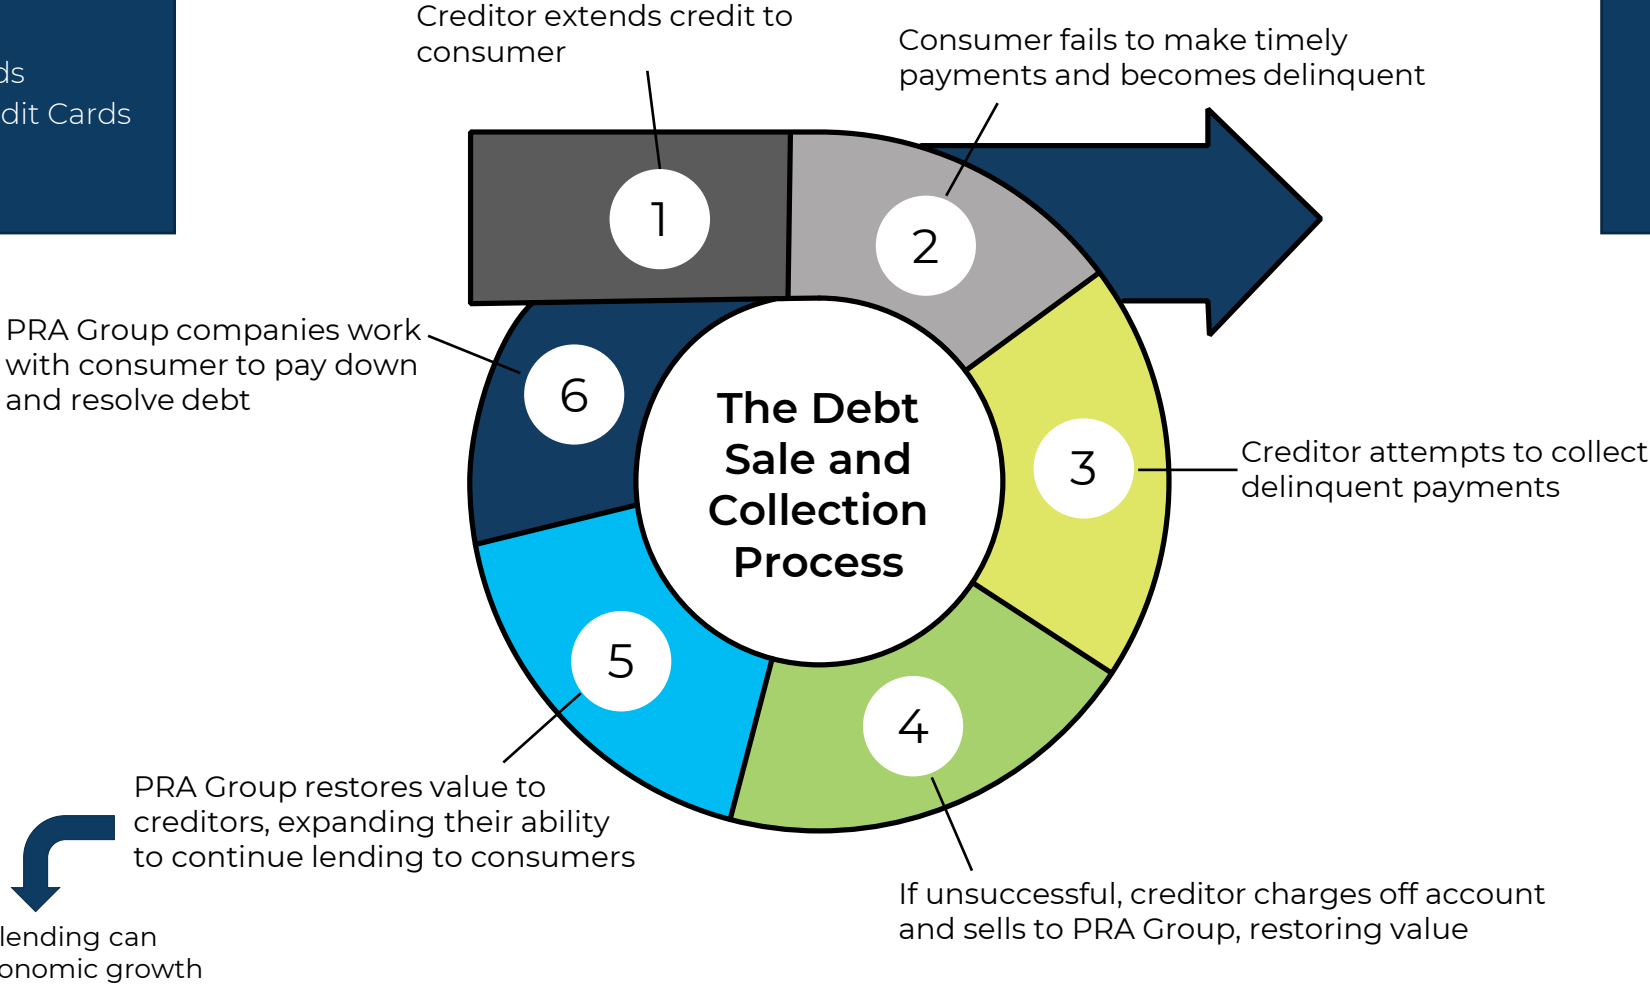 Creditor extends credit to
consumer
Consumer fails to make timely
payments and becomes delinquent
dit Cards
1
2
PRA Group companies work
with consumer to pay down
and resolve debt
6
The Debt
Sale and
Collection
Process
3
Creditor attempts to collect
delinquent payments
5
4
PRA Group restores value to
creditors, expanding their ability
to continue lending to consumers
If unsuccessful, creditor charges off account
and sells to PRA Group, restoring value
lending can
onomic growth